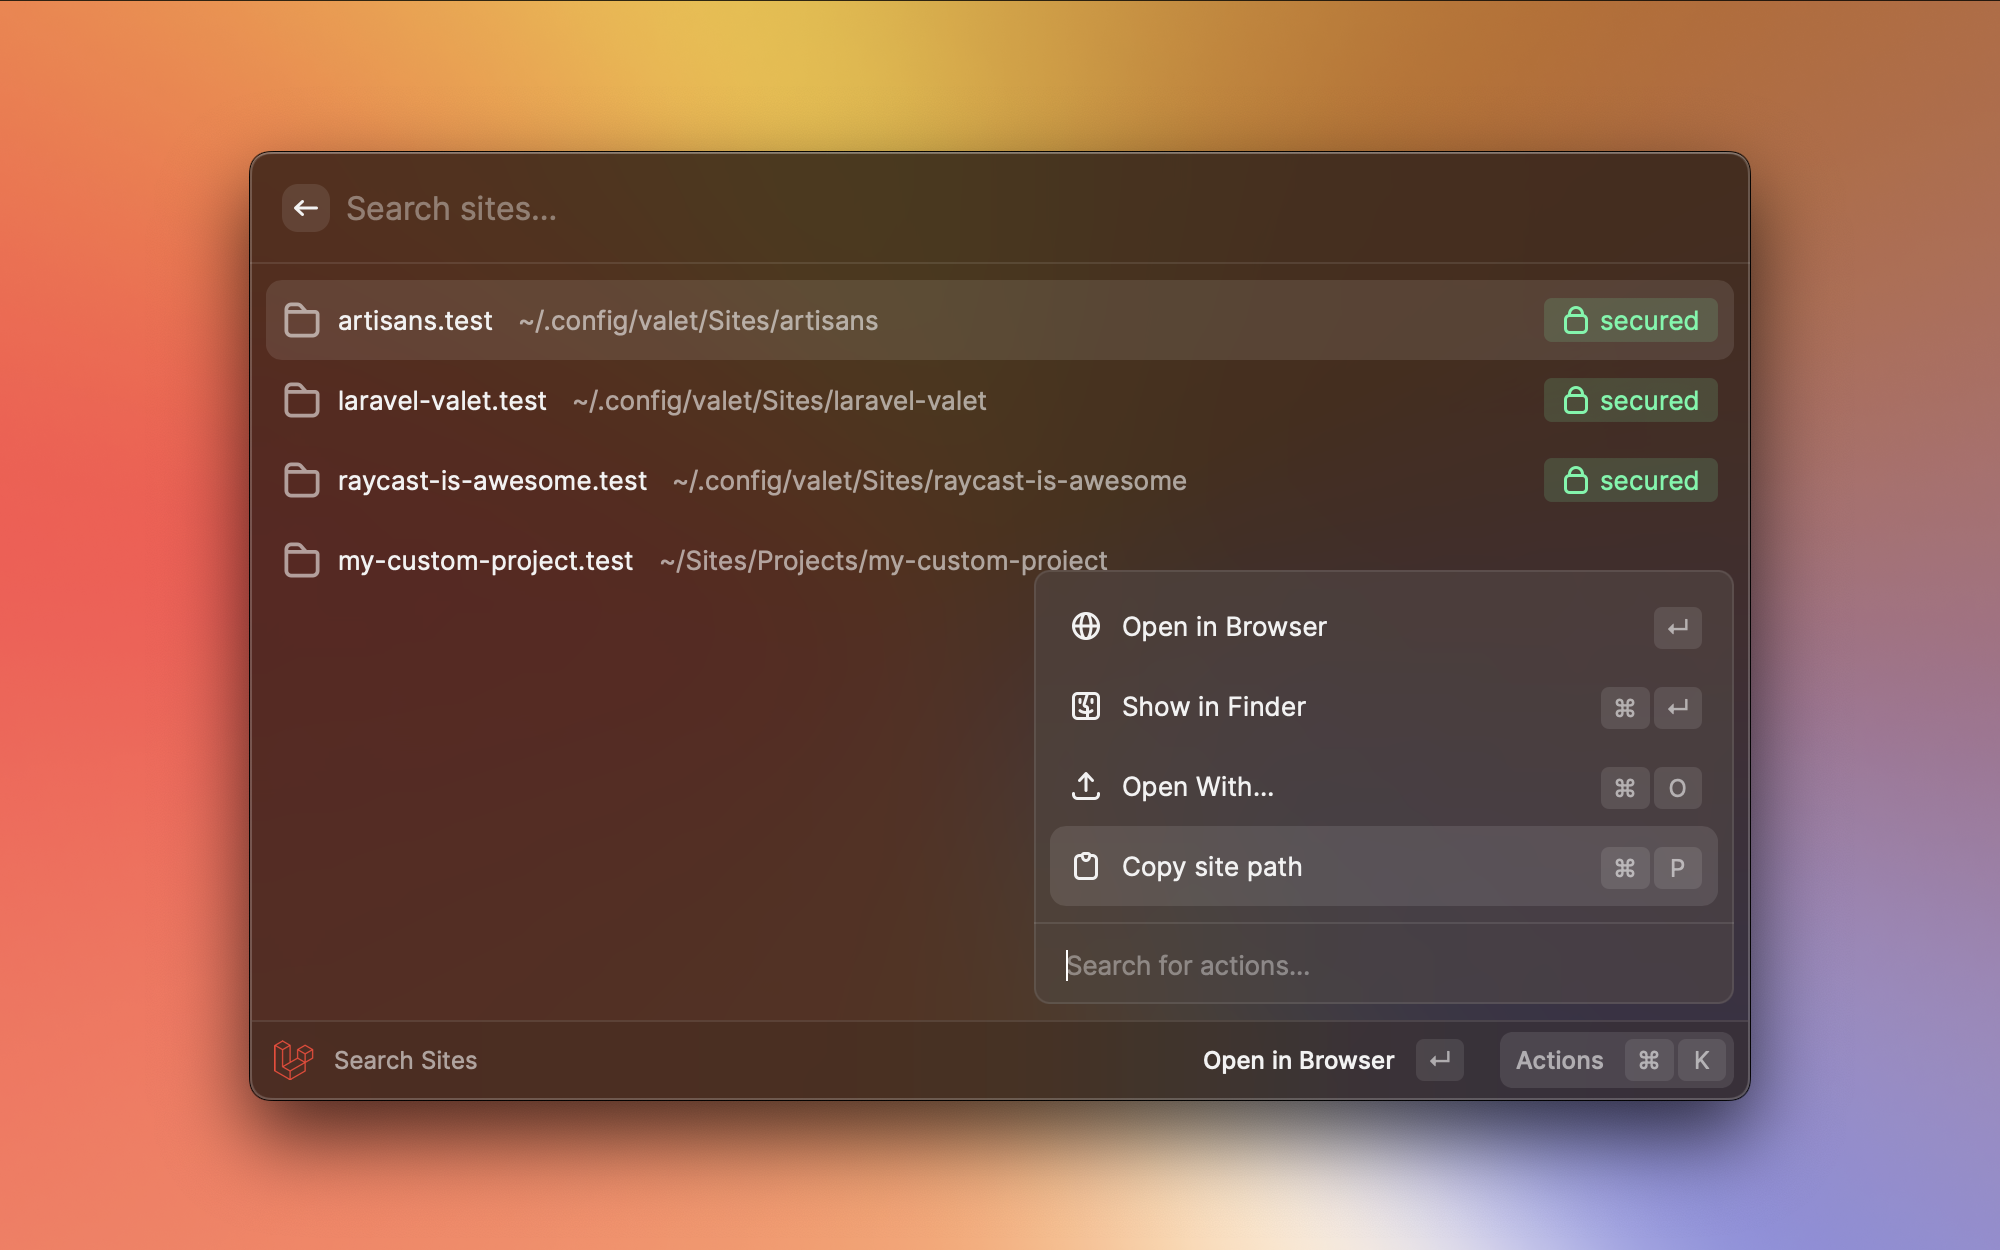 Search sites...
artisans.test ~/.config/valet/Sites/artisans secured
laravel-valet.test ~/.config/valet/Sites/laravel-valet secured
raycast-is-awesome.test ~/.config/valet/Sites/raycast-is-awesome secured
my-custom-project.test ~/Sites/Projects/my-custom-project
Open in Browser ↵
Show in Finder ⌘ ↵
Open With... ⌘ O
Copy site path ⌘ P
Search for actions...
Search Sites Open in Browser ↵ Actions ⌘ K